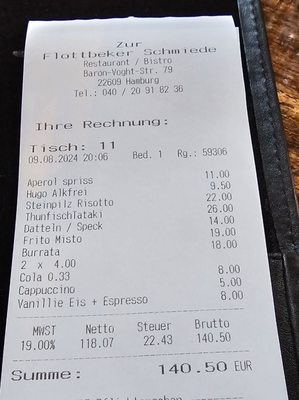 Zur
Flottbeker Schmiede
Restaurant / Bistro
Baron-Voght-Str. 79
22609 Hamburg
Tel.: 040 / 20 91 82 36
Ihre Rechnung:
Tisch: 11
09.08.2024 20:06 Bed. 1 Rg.: 59306
Aperol spriss 11.00
Hugo Alkfrei 9.50
Steinpilz Risotto 22.00
ThunfischTataki 26.00
Datteln / Speck 14.00
Frito Misto 19.00
Burrata 18.00
2 x 4.00
Cola 0.33 8.00
Cappuccino 5.00
Vanillie Eis + Espresso 8.00
MWST Netto Steuer Brutto
19.00% 118.07 22.43 140.50
Summe: 140.50 EUR